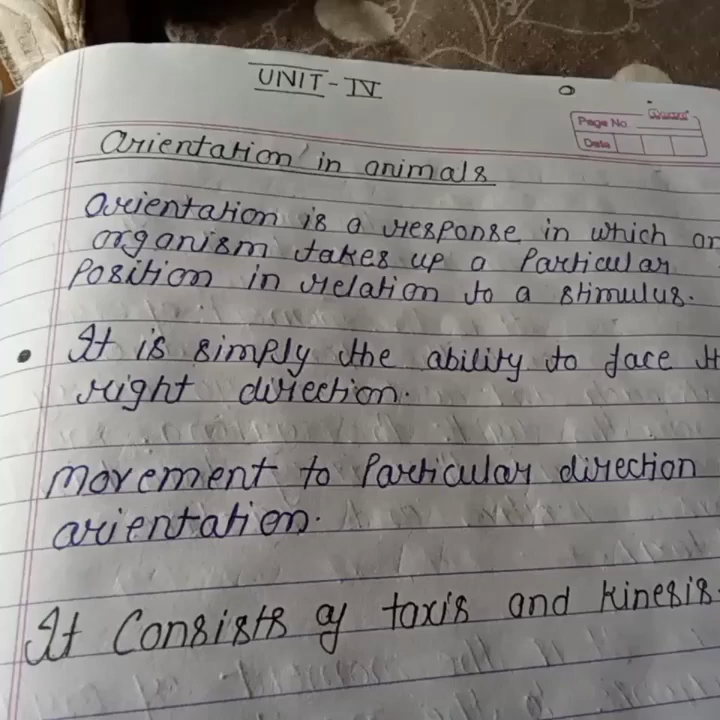 UNIT-IV
Page No
Date
Orientation in animals
Orientation is a response in which
organism takes up a Particular
Position in relation to a stimulus.
It is simply the ability to face
right direction.
Movement to Particular direction
orientation.
It Consists of taxis and kinesis.